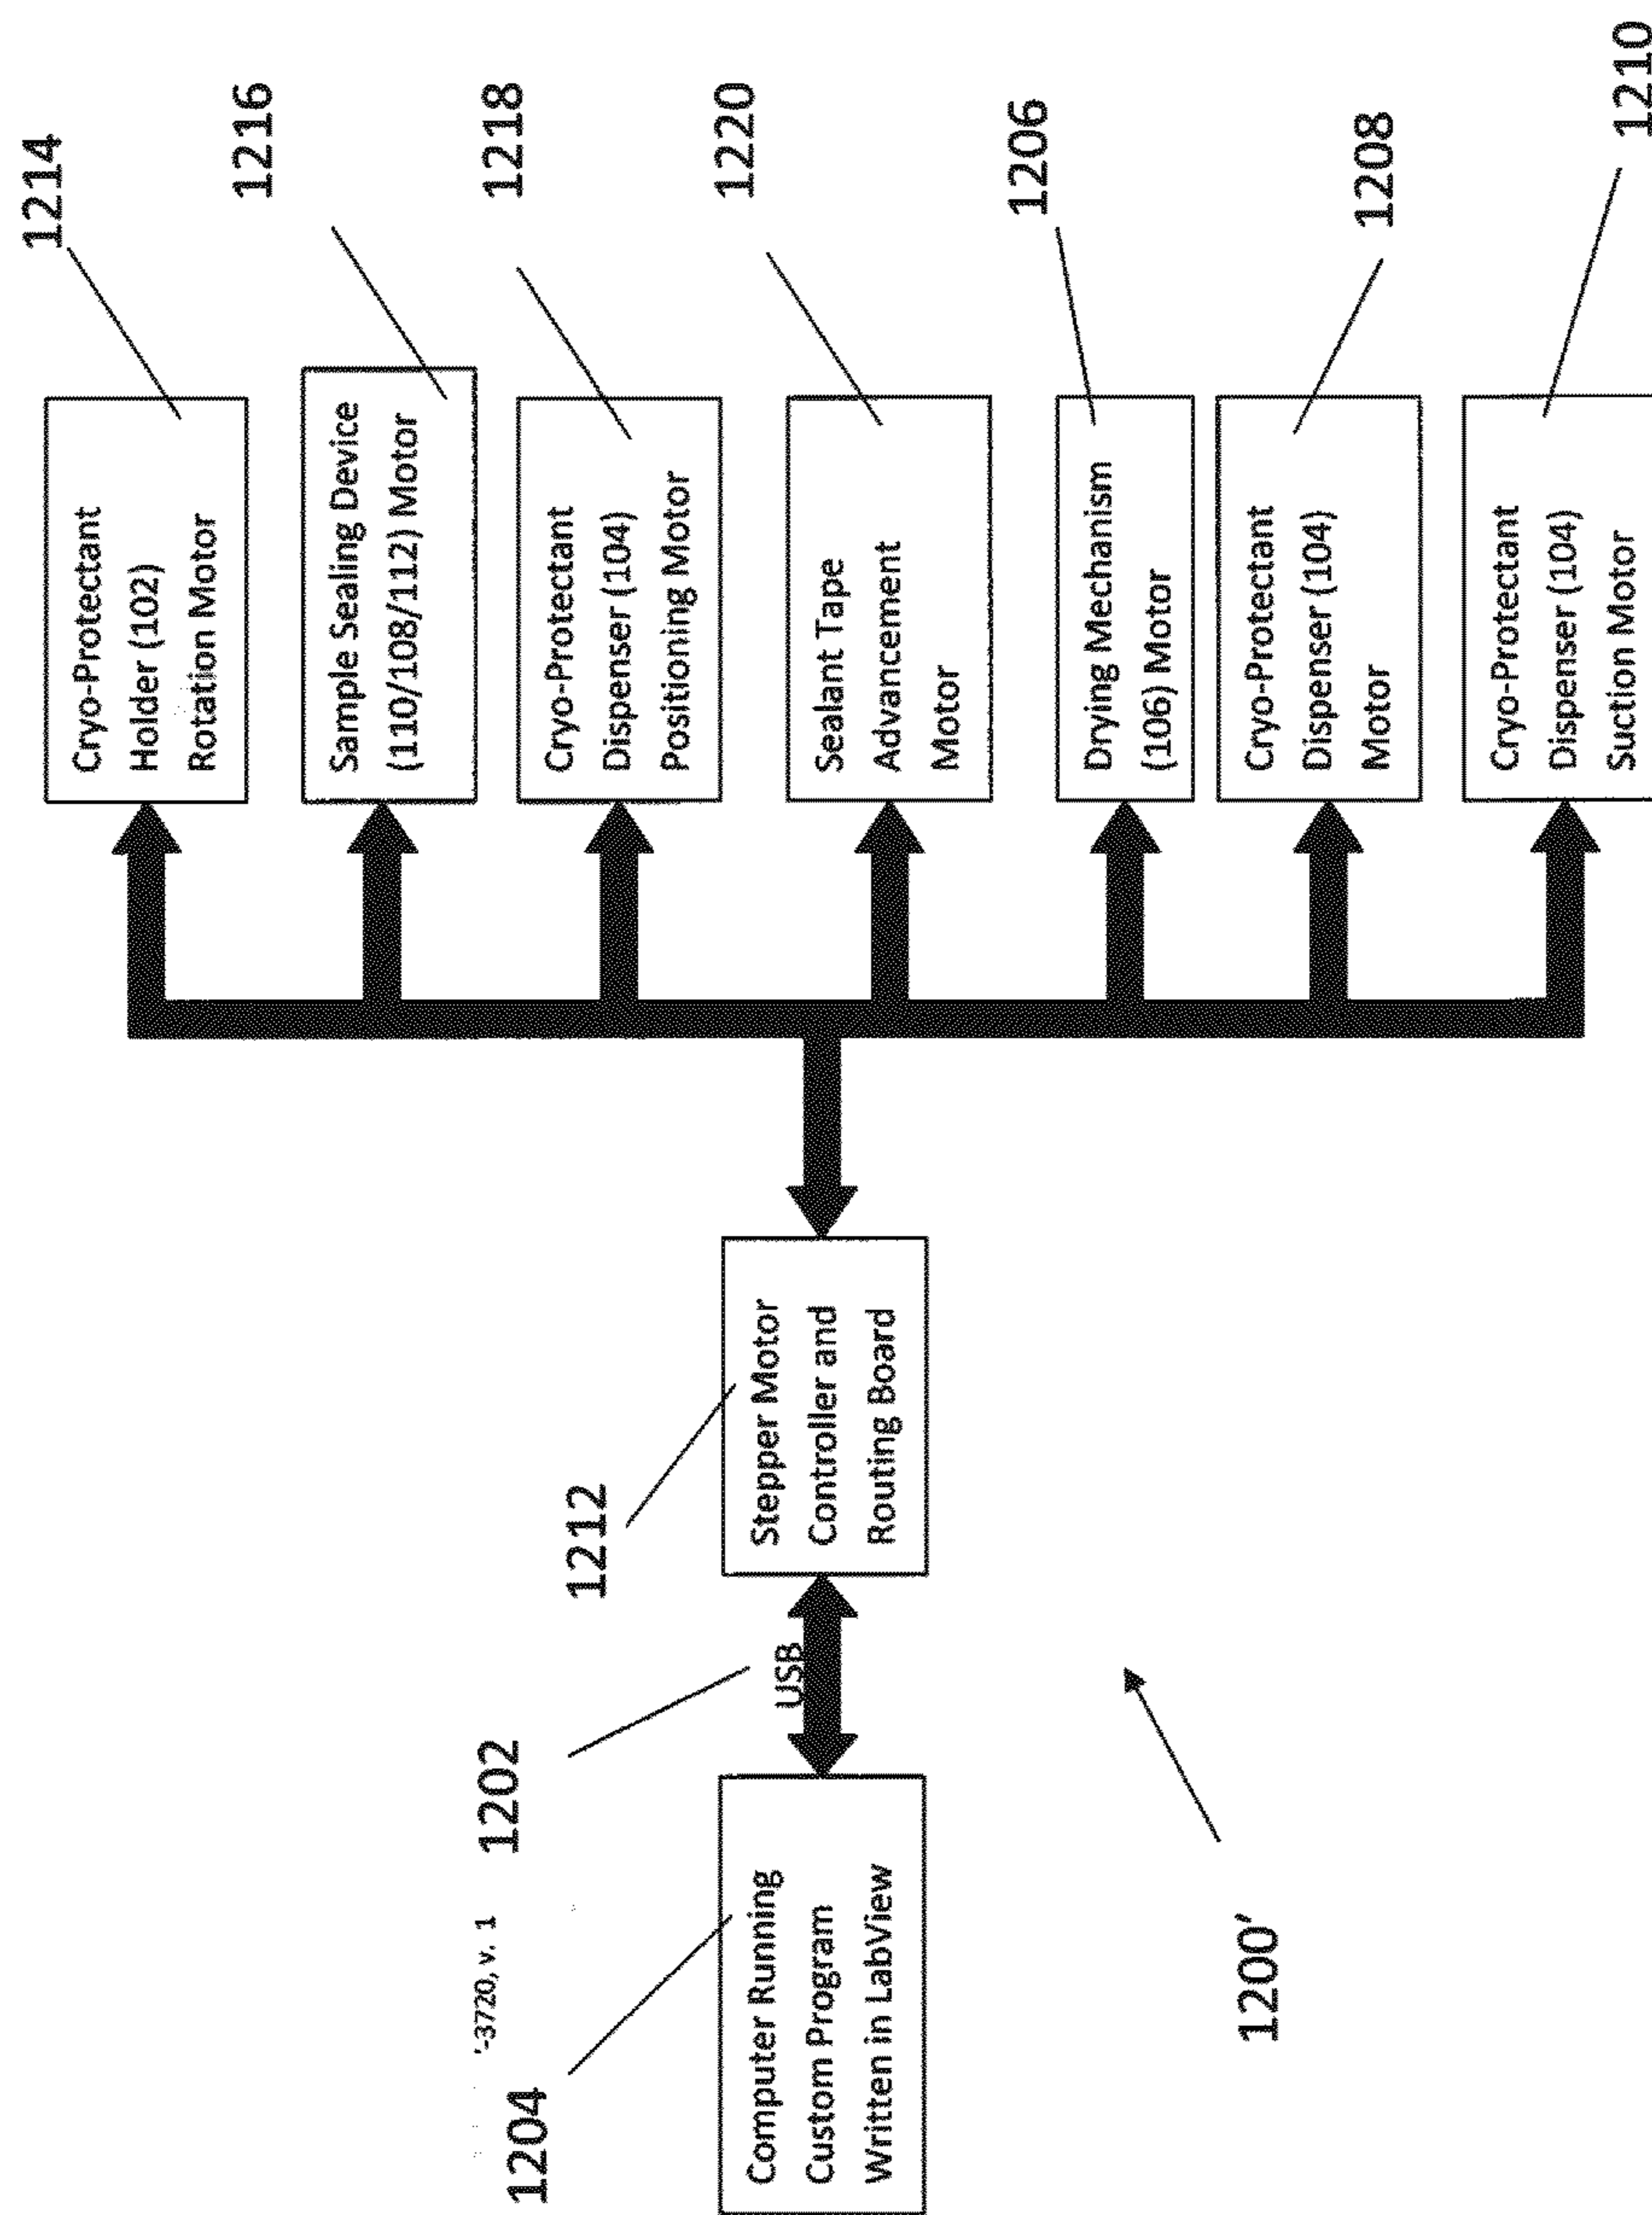 '-3720, v. 1
1204
Computer Running
Custom Program
Written in LabView
1202
USB
1212
Stepper Motor
Controller and
Routing Board
1200'
Cryo-Protectant
Holder (102)
Rotation Motor
1214
Sample Sealing Device
(110/108/112) Motor
1216
Cryo-Protectant
Dispenser (104)
Positioning Motor
1218
Sealant Tape
Advancement
Motor
1220
Drying Mechanism
(106) Motor
1206
Cryo-Protectant
Dispenser (104)
Motor
1208
Cryo-Protectant
Dispenser (104)
Suction Motor
1210